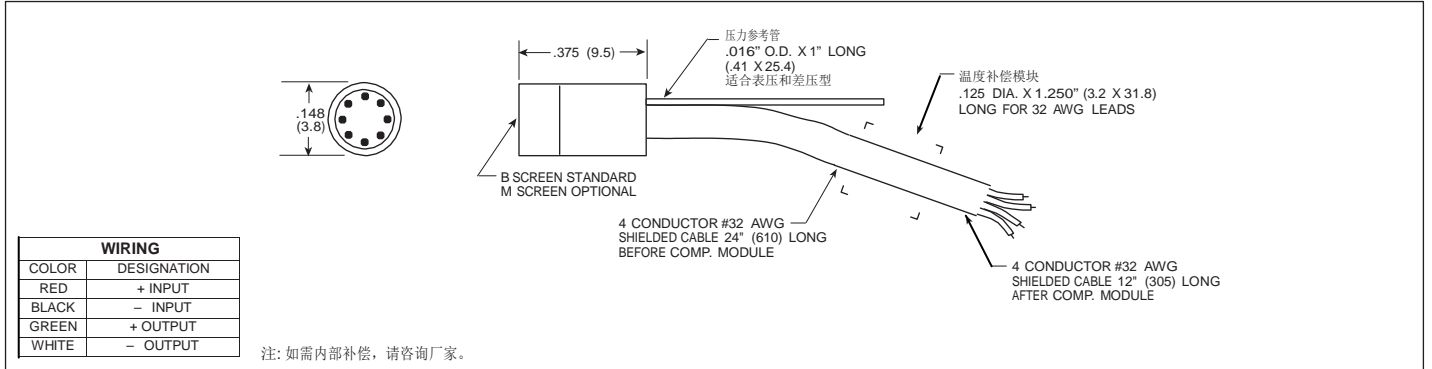 .148
(3.8)
.375 (9.5)
压力参考管
.016" O.D. X 1" LONG
(.41 X 25.4)
适合表压和差压型
温度补偿模块
.125 DIA. X 1.250" (3.2 X 31.8)
LONG FOR 32 AWG LEADS
B SCREEN STANDARD
M SCREEN OPTIONAL
4 CONDUCTOR #32 AWG
SHIELDED CABLE 24" (610) LONG
BEFORE COMP. MODULE
4 CONDUCTOR #32 AWG
SHIELDED CABLE 12" (305) LONG
AFTER COMP. MODULE
WIRING
COLOR DESIGNATION
RED + INPUT
BLACK – INPUT
GREEN + OUTPUT
WHITE – OUTPUT
注: 如需内部补偿，请咨询厂家。